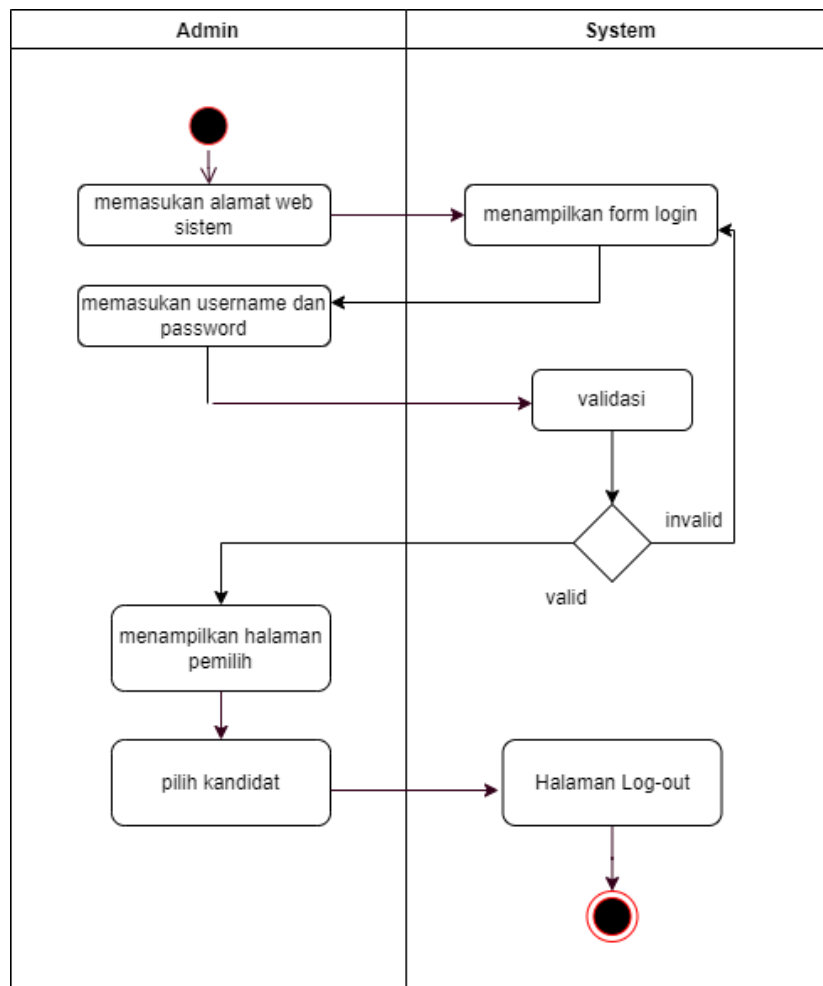 Admin
System
memasukan alamat web
sistem
menampilkan form login
memasukan username dan
password
validasi
invalid
valid
menampilkan halaman
pemilih
pilih kandidat
Halaman Log-out